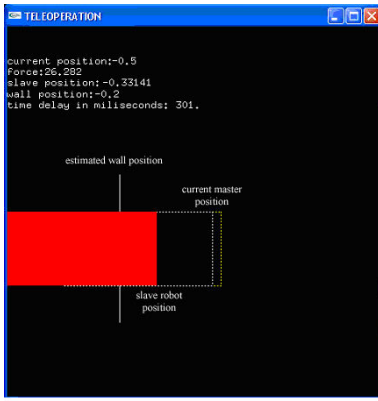 TELEOPERATION
current position:-0.5
force:26.282
slave position:-0.33141
wall position:-0.2
time delay in miliseconds: 301.
estimated wall position
current master
position
slave robot
position